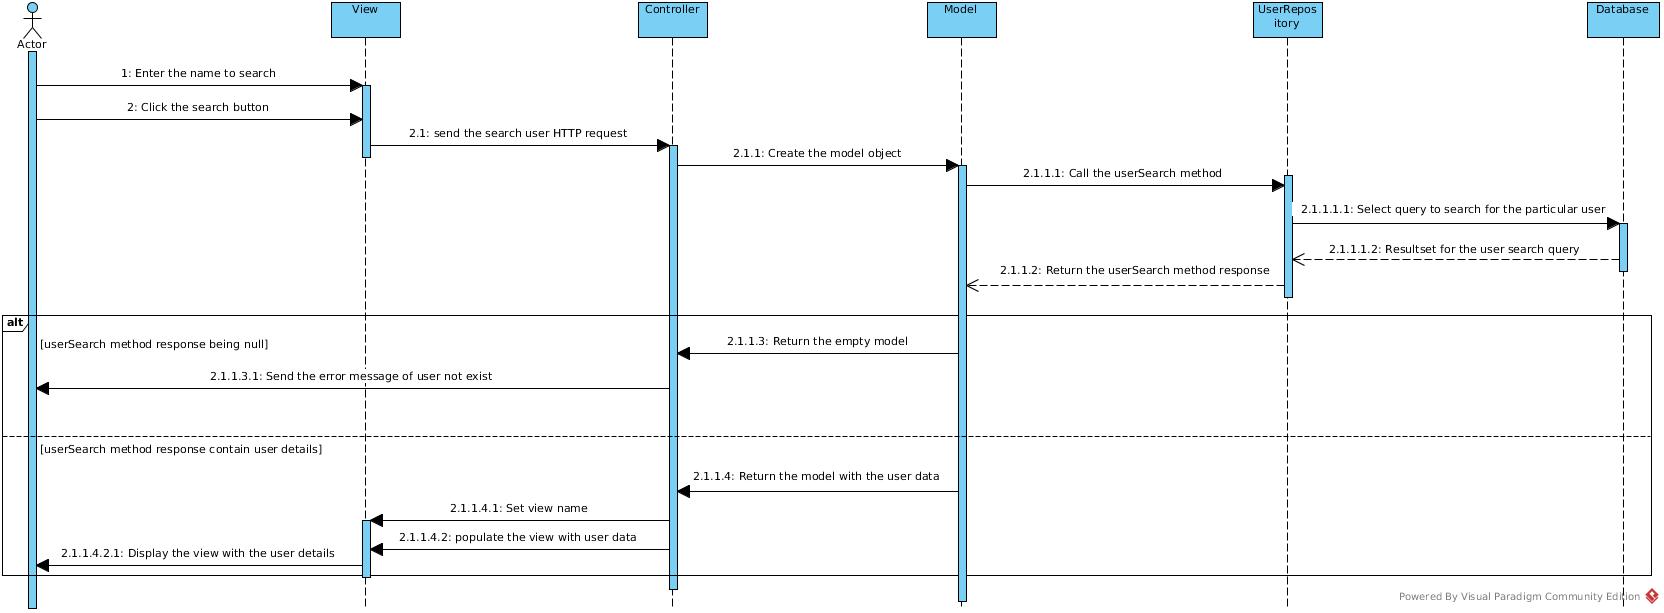 Actor
View
Controller
Model
UserRepos
itory
Database
1: Enter the name to search
2: Click the search button
2.1: send the search user HTTP request
2.1.1: Create the model object
2.1.1.1: Call the userSearch method
2.1.1.1.1: Select query to search for the particular user
2.1.1.1.2: Resultset for the user search query
2.1.1.2: Return the userSearch method response
alt
[userSearch method response being null]
2.1.1.3: Return the empty model
2.1.1.3.1: Send the error message of user not exist
[userSearch method response contain user details]
2.1.1.4: Return the model with the user data
2.1.1.4.1: Set view name
2.1.1.4.2: populate the view with user data
2.1.1.4.2.1: Display the view with the user details
Powered By Visual Paradigm Community Edition